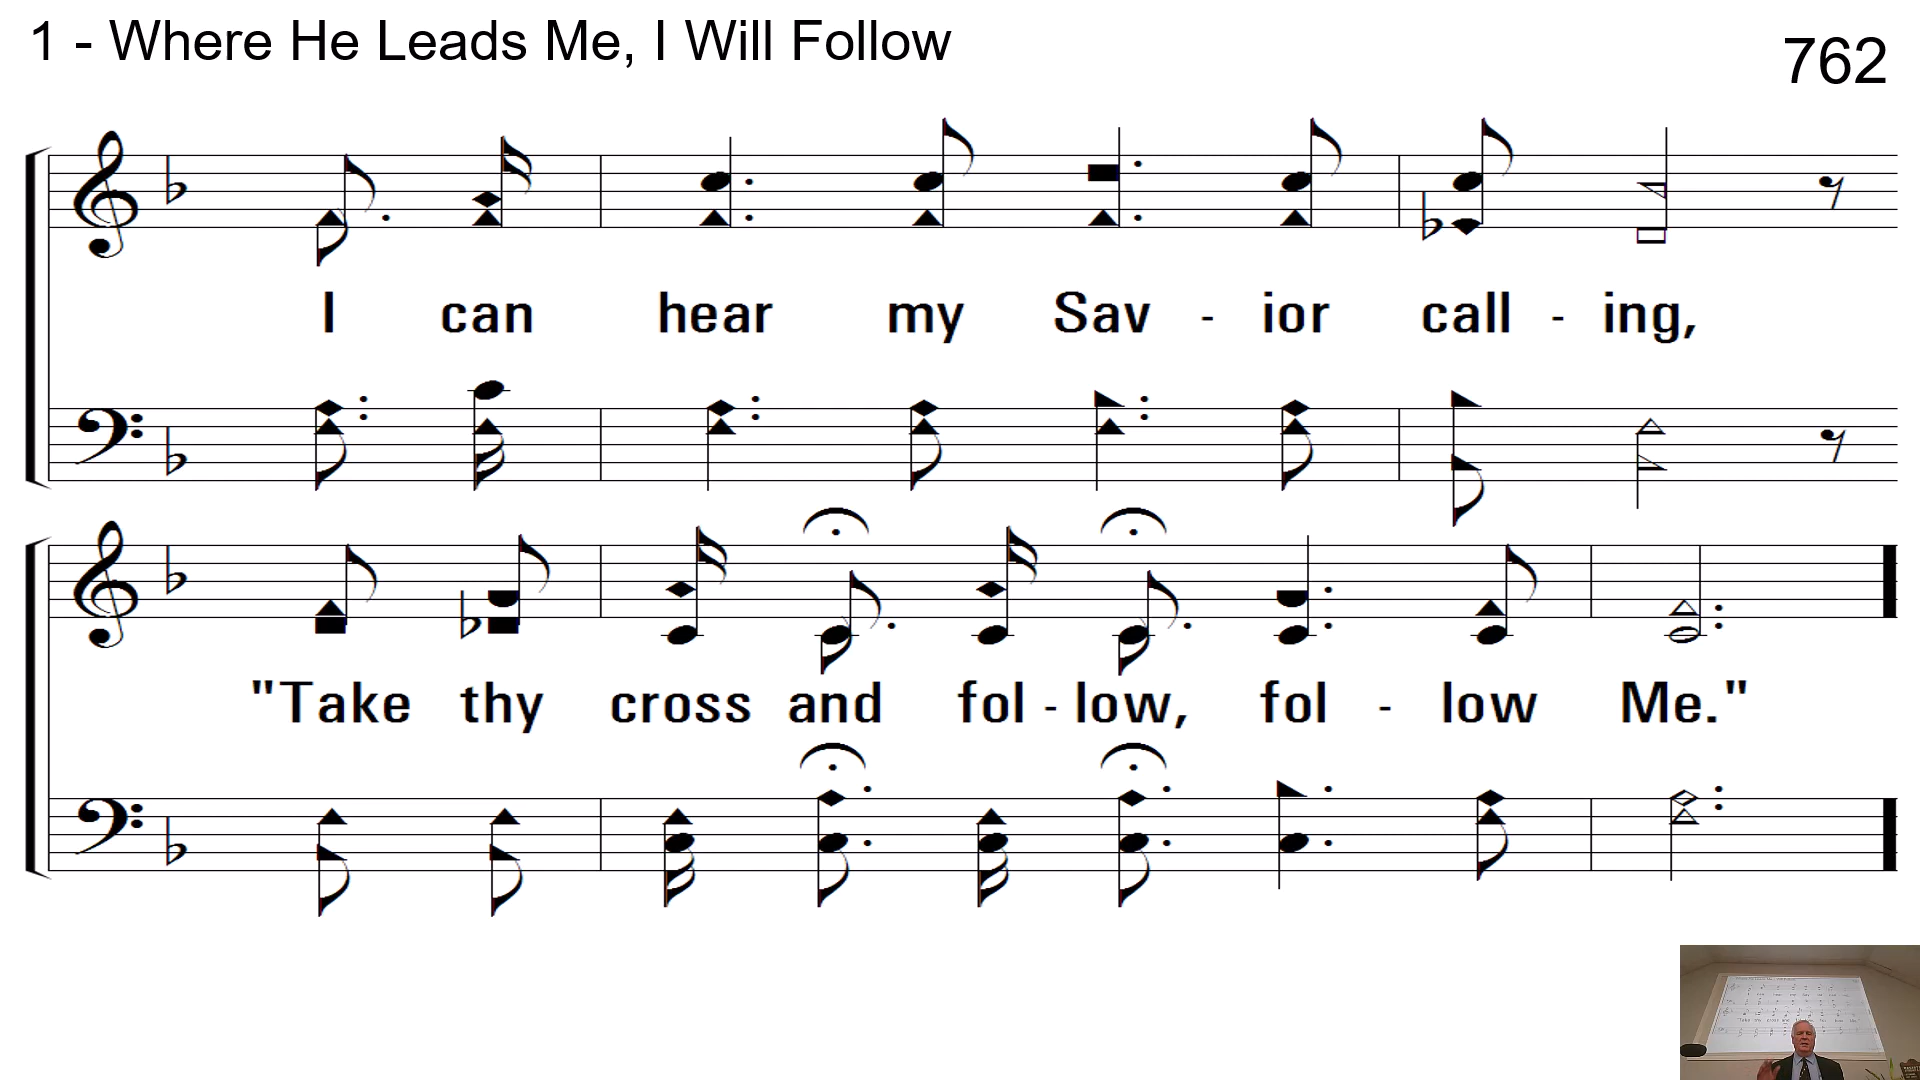 1 - Where He Leads Me, I Will Follow
762
I can hear my Sav - ior call - ing,
"Take thy cross and fol - low, fol - low Me."